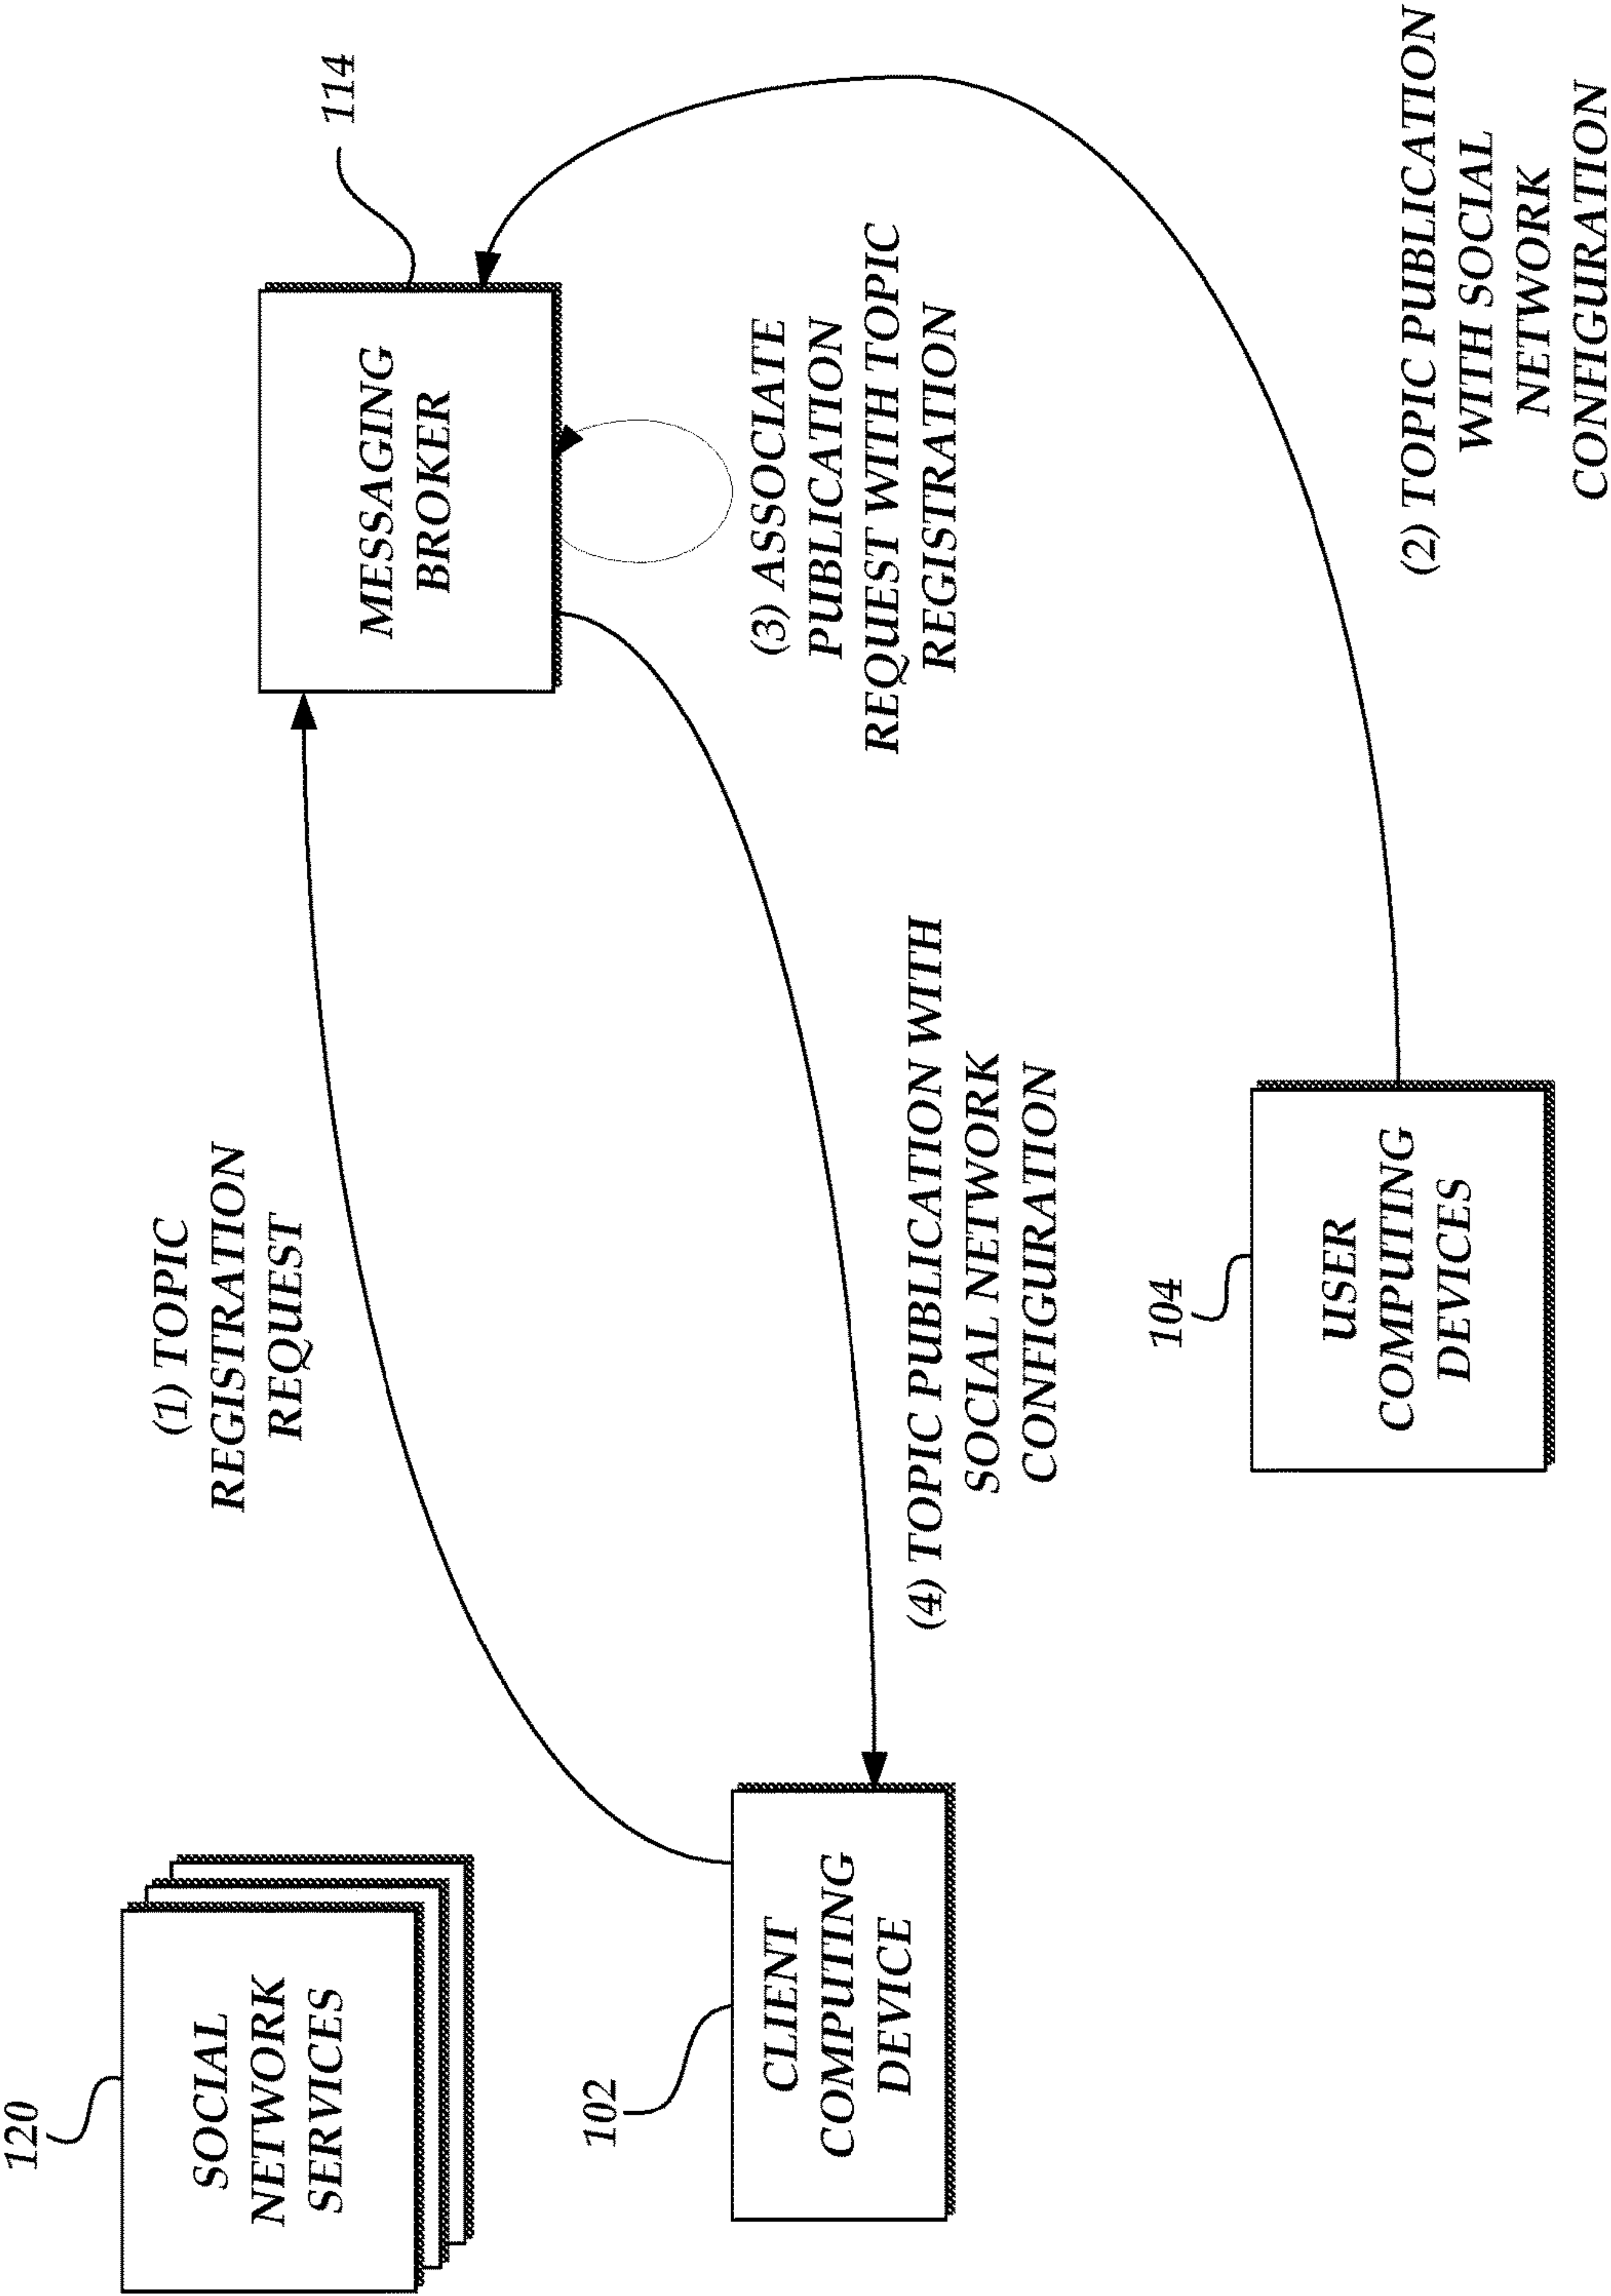 120
SOCIAL
NETWORK
SERVICES
(1) TOPIC
REGISTRATION
REQUEST
114
MESSAGING
BROKER
102
CLIENT
COMPUTING
DEVICE
(3) ASSOCIATE
PUBLICATION
REQUEST WITH TOPIC
REGISTRATION
(4) TOPIC PUBLICATION WITH
SOCIAL NETWORK
CONFIGURATION
104
USER
COMPUTING
DEVICES
(2) TOPIC PUBLICATION
WITH SOCIAL
NETWORK
CONFIGURATION